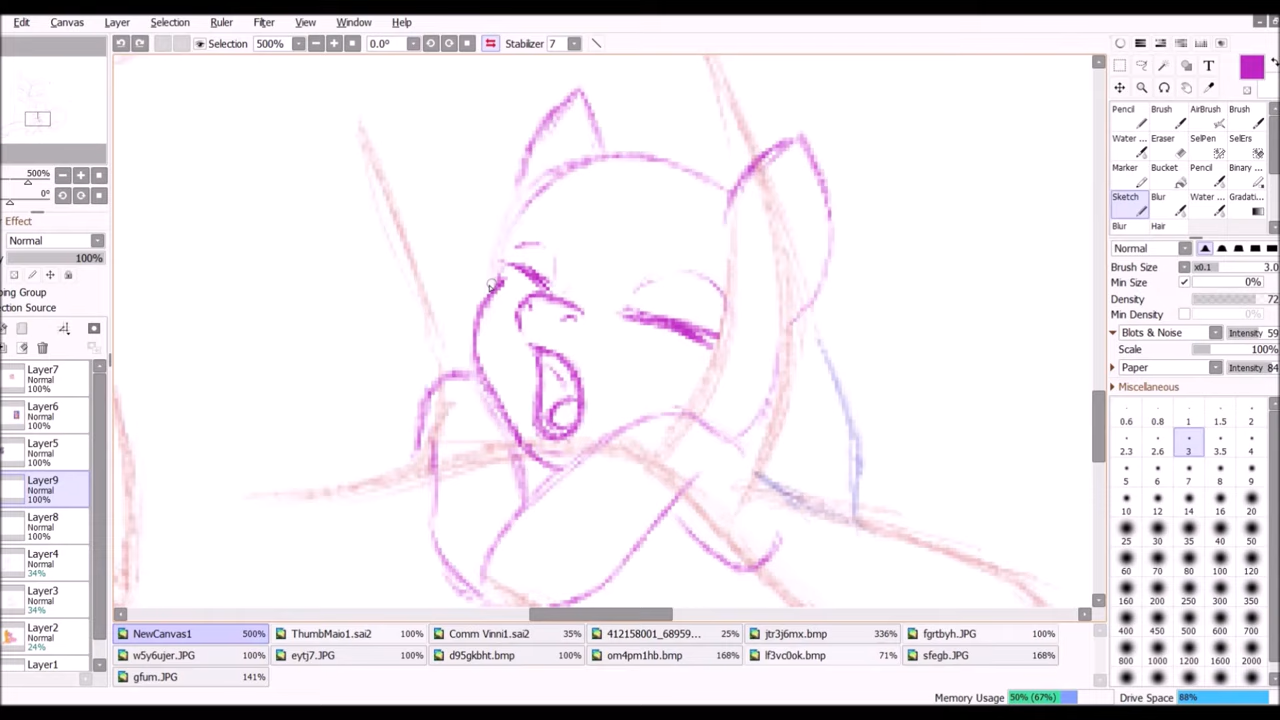 Edit Canvas Layer Selection Ruler Filter View Window Help
Selection 500% 0.0° Stabilizer 7
T
Pencil Brush AirBrush Brush
Water ... Eraser SelPen SelErs
Marker Bucket Pencil Binary ...
Sketch Blur Water ... Gradati...
Blur Hair
500%
0°
Effect
Normal
100%
ping Group
ction Source
Layer7
Normal
100%
Layer6
Normal
100%
Layer5
Normal
100%
Layer9
Normal
100%
Layer8
Normal
100%
Layer4
34%
Layer3
34%
Layer2
24%
Layer1
Normal
Brush Size x0.1 3.0
Min Size 0%
Density 72
Min Density 0%
Blots & Noise Intensity 59
Scale 100%
Paper Intensity 84
Miscellaneous
0.6 0.8 1 1.5 2
2.3 2.6 3 3.5 4
5 6 7 8 9
10 12 14 16 20
25 30 35 40 50
60 70 80 100 120
160 200 250 300 350
400 450 500 600 700
800 1000 1200 1600 2000
NewCanvas1 500% ThumbMaio1.sai2 100% Comm Vinni1.sai2 35% 412158001_68959... 25% jtr3j6mx.bmp 336% fgrtbyh.JPG 100%
w5y6ujer.JPG 100% eytj7.JPG 100% d95gkbht.bmp 100% om4pm1hb.bmp 168% lf3vc0ok.bmp 71% sfegb.JPG 168%
gfum.JPG 141%
Memory Usage 50% (67%) Drive Space 88%